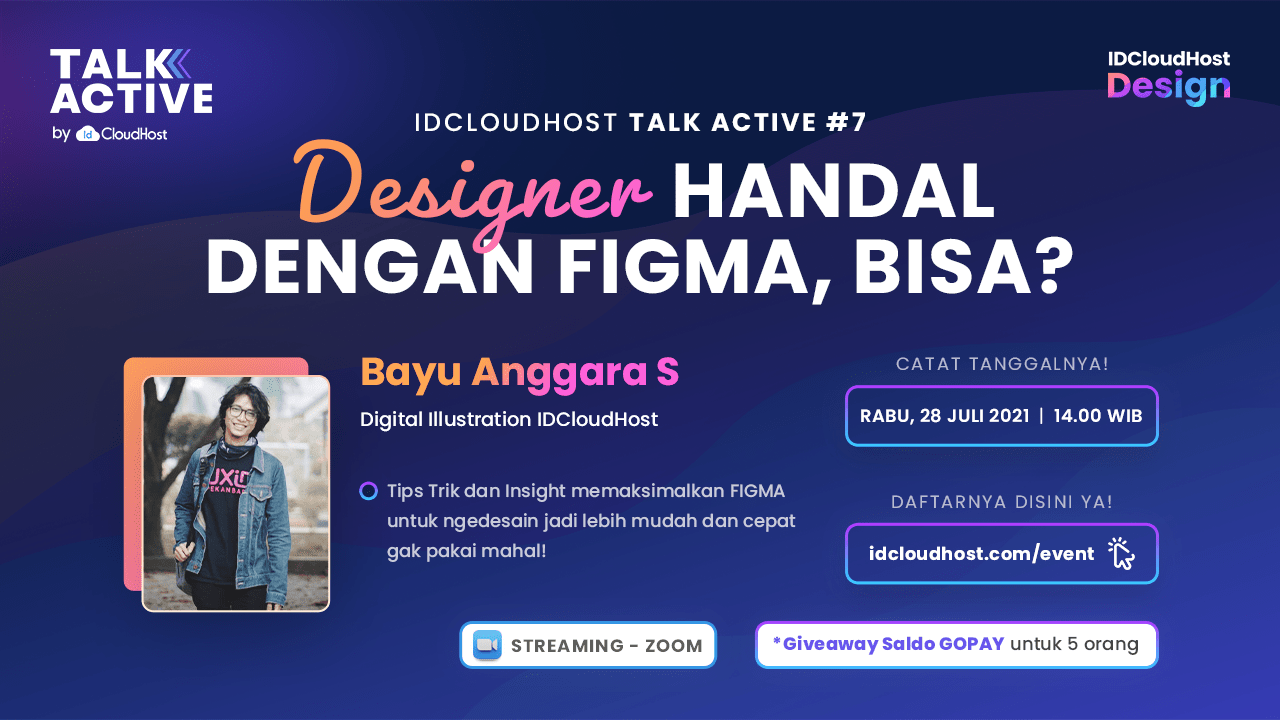 TALK
ACTIVE
by Id CloudHost
IDCloudHost
Design
IDCLOUDHOST TALK ACTIVE #7
Designer HANDAL
DENGAN FIGMA, BISA?
Bayu Anggara S
Digital Illustration IDCloudHost
Tips Trik dan Insight memaksimalkan FIGMA
untuk ngedesain jadi lebih mudah dan cepat
gak pakai mahal!
CATAT TANGGALNYA!
RABU, 28 JULI 2021 | 14.00 WIB
DAFTARNYA DISINI YA!
idcloudhost.com/event
STREAMING - ZOOM
*Giveaway Saldo GOPAY untuk 5 orang